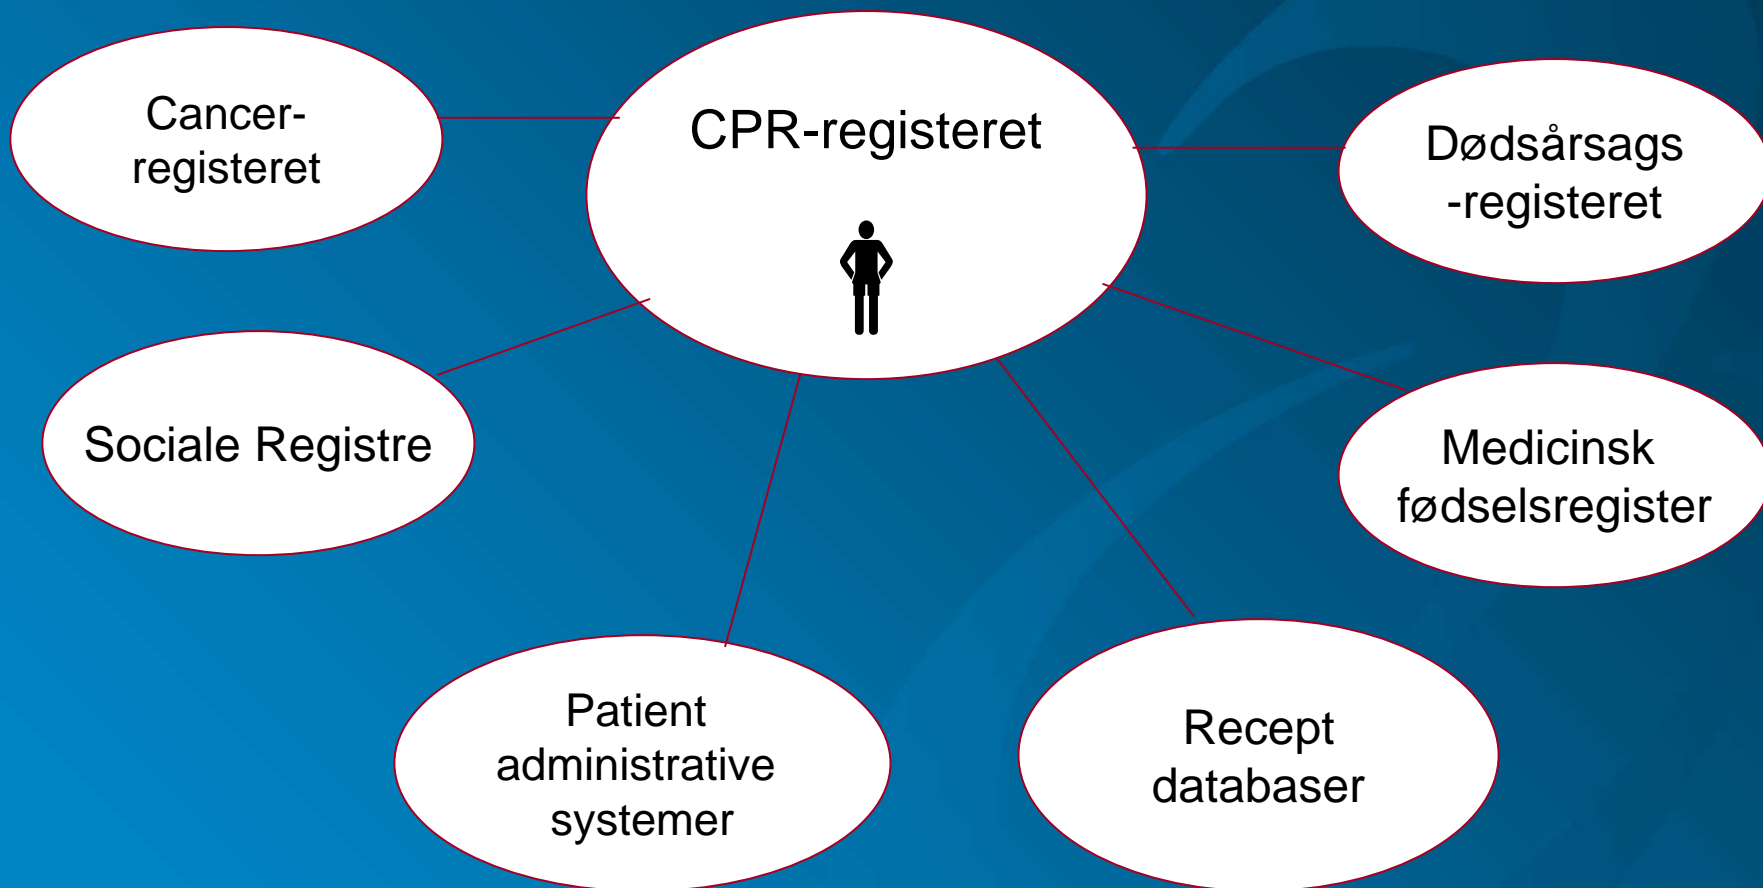 Cancer-
registeret
CPR-registeret
Dødsårsags
-registeret
Sociale Registre
Medicinsk
fødselsregister
Patient
administrative
systemer
Recept
databaser